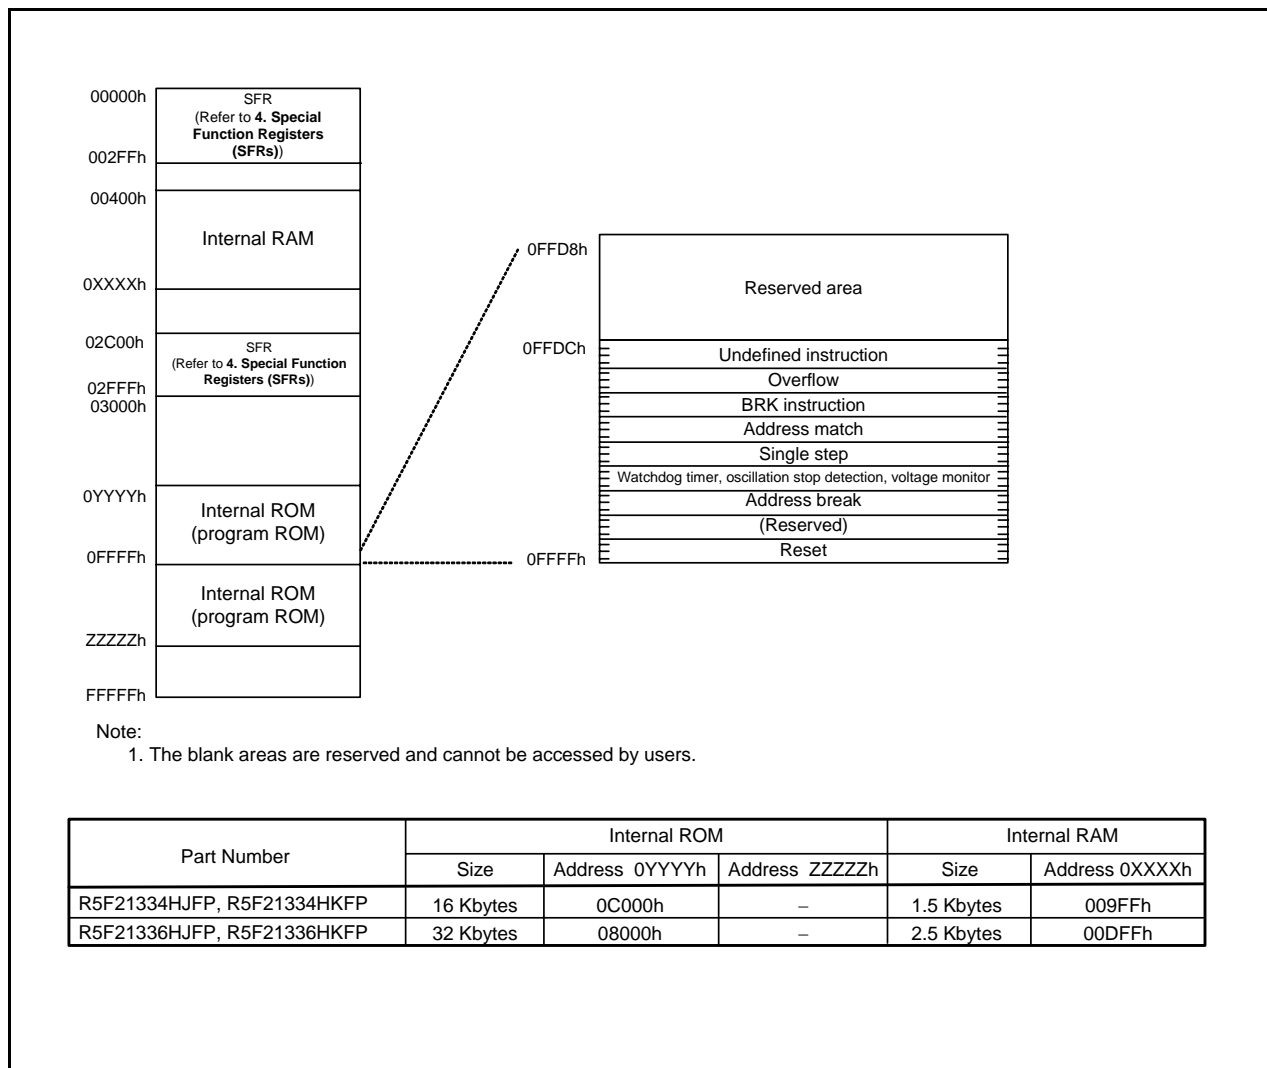 00000h
SFR
(Refer to 4. Special
Function Registers
(SFRs))
002FFh
00400h
Internal RAM
0XXXXh
02C00h
SFR
(Refer to 4. Special Function
Registers (SFRs))
02FFFh
03000h
0YYYYh
Internal ROM
(program ROM)
0FFFFh
Internal ROM
(program ROM)
ZZZZZh
FFFFFh
0FFD8h
Reserved area
0FFDCh
Undefined instruction
Overflow
BRK instruction
Address match
Single step
Watchdog timer, oscillation stop detection, voltage monitor
Address break
(Reserved)
0FFFFh
Reset
Note:
1. The blank areas are reserved and cannot be accessed by users.
Part Number Internal ROM Internal RAM
Size Address 0YYYYh Address ZZZZZh Size Address 0XXXXh
R5F21334HJFP, R5F21334HKFP 16 Kbytes 0C000h – 1.5 Kbytes 009FFh
R5F21336HJFP, R5F21336HKFP 32 Kbytes 08000h – 2.5 Kbytes 00DFFh